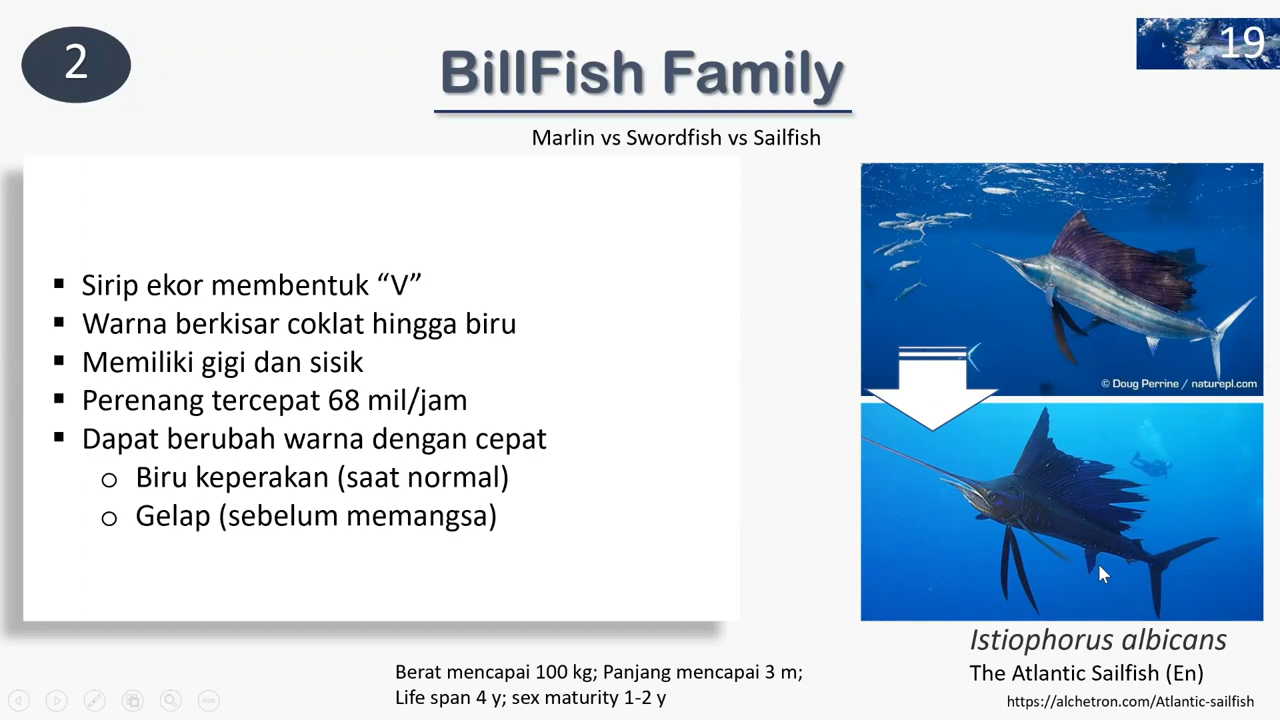 2
19
BillFish Family
Marlin vs Swordfish vs Sailfish
▪ Sirip ekor membentuk “V”
▪ Warna berkisar coklat hingga biru
▪ Memiliki gigi dan sisik
▪ Perenang tercepat 68 mil/jam
▪ Dapat berubah warna dengan cepat
o Biru keperakan (saat normal)
o Gelap (sebelum memangsa)
© Doug Perrine / naturepl.com
Istiophorus albicans
The Atlantic Sailfish (En)
https://alchetron.com/Atlantic-sailfish
Berat mencapai 100 kg; Panjang mencapai 3 m;
Life span 4 y; sex maturity 1-2 y